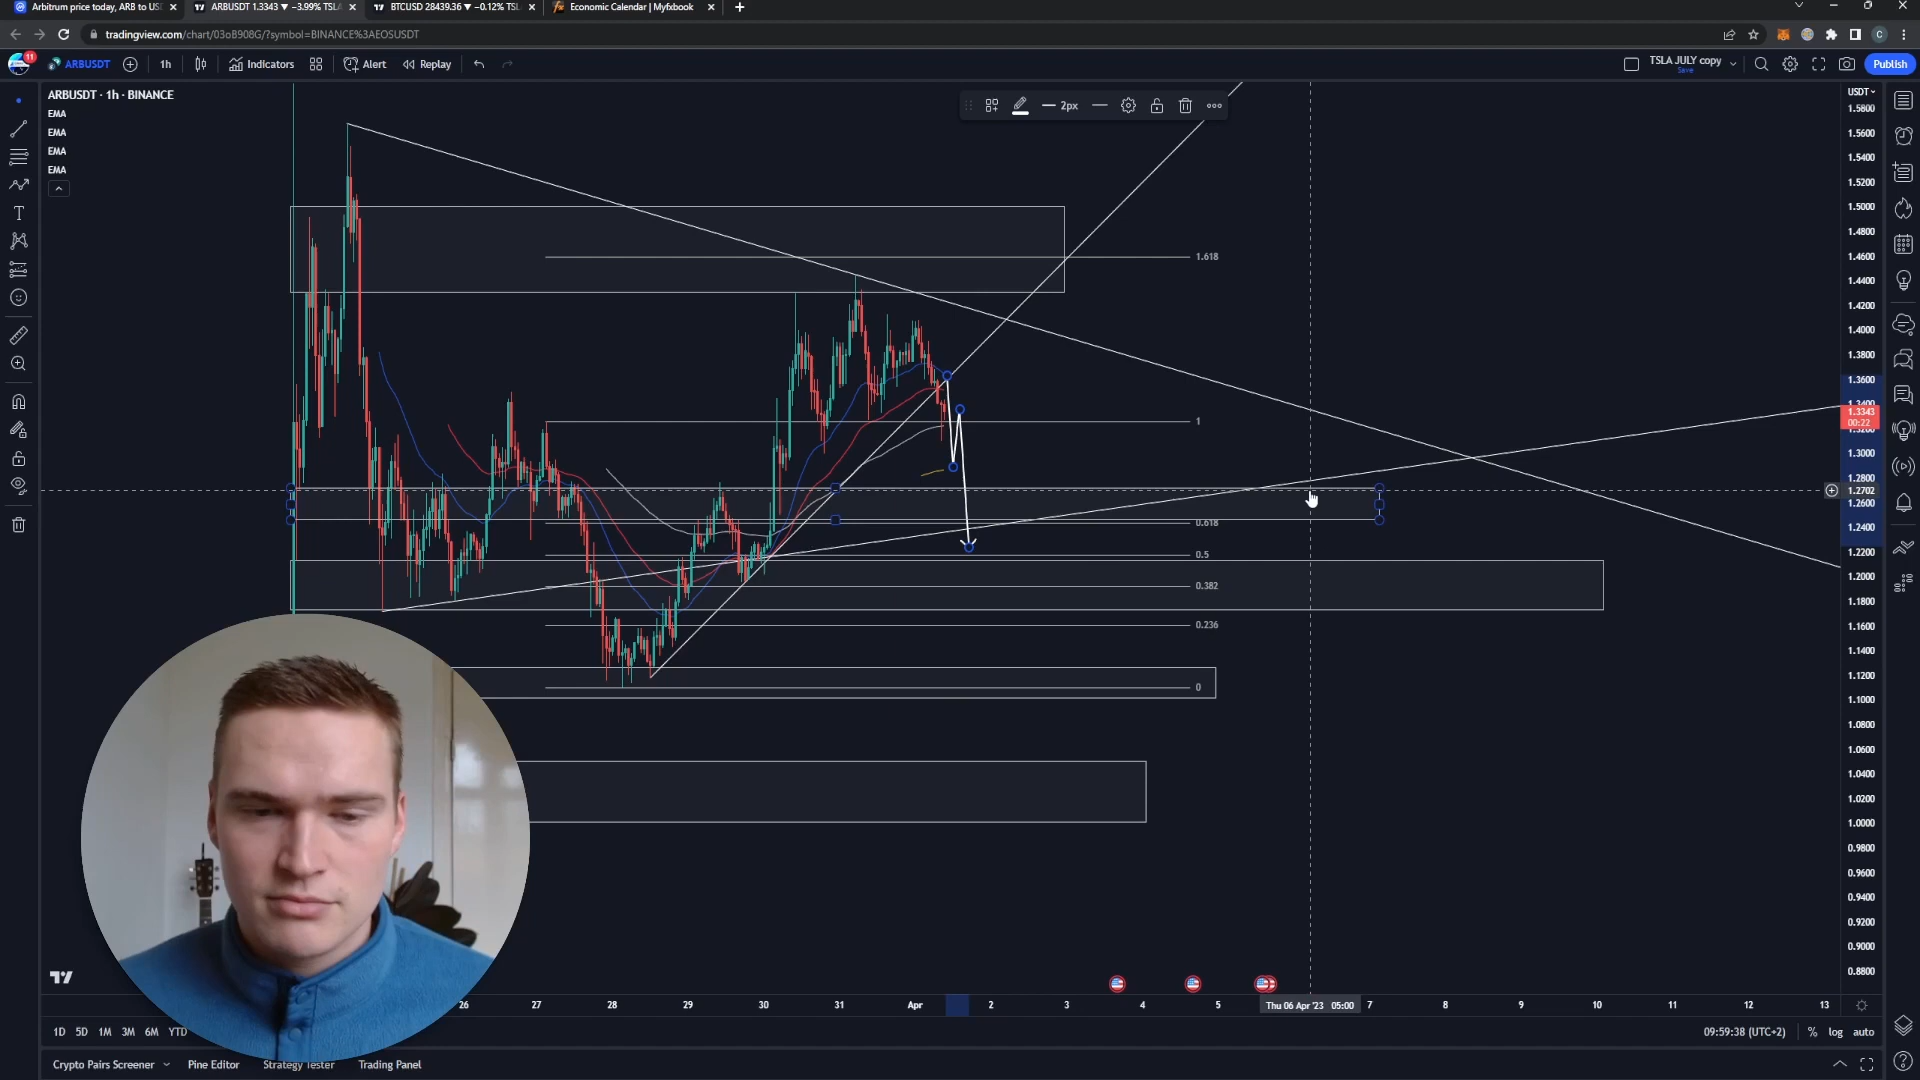 Arbitrum price today, ARB to US
ARBUSDT 1.3343 ▼ −3.99% TSLA
BTCUSD 28439.36 ▼ −0.12% TSL
Economic Calendar | Myfxbook
tradingview.com/chart/03oB908G/?symbol=BINANCE%3AEOSUSDT
11
ARBUSDT
1h
Indicators
Alert
Replay
TSLA JULY copy
Save
Publish
ARBUSDT · 1h · BINANCE
EMA
EMA
EMA
EMA
2px
USDT
1.5800
1.5600
1.5400
1.5200
1.5000
1.4800
1.4600
1.4400
1.4200
1.4000
1.3800
1.3600
1.3400
1.3343
00:22
1.3200
1.3000
1.2800
1.2702
1.2600
1.2400
1.2200
1.2000
1.1800
1.1600
1.1400
1.1200
1.1000
1.0800
1.0600
1.0400
1.0200
1.0000
0.9800
0.9600
0.9400
0.9200
0.9000
0.8800
1.618
1
0.618
0.5
0.382
0.236
0
26
27
28
29
30
31
Apr
2
3
4
5
Thu 06 Apr '23 05:00
7
8
9
10
11
12
13
1D
5D
1M
3M
6M
YTD
09:59:38 (UTC+2)
%
log
auto
Crypto Pairs Screener
Pine Editor
Strategy Tester
Trading Panel